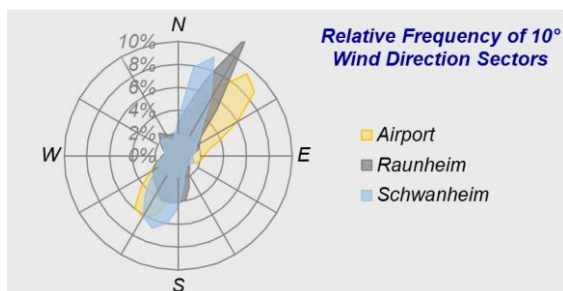 N
Relative Frequency of 10°
Wind Direction Sectors
10%
8%
6%
4%
2%
0%
W
E
S
Airport
Raunheim
Schwanheim